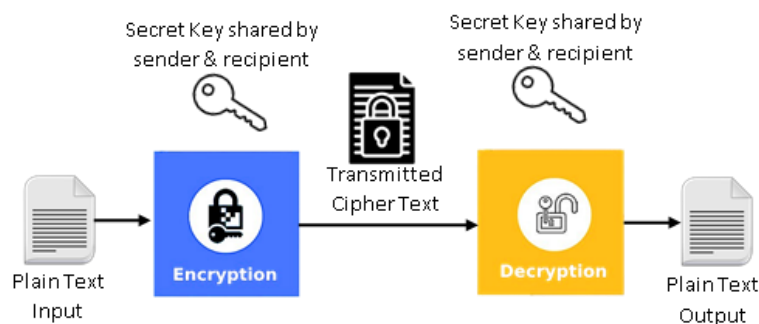 Secret Key shared by
sender & recipient
Secret Key shared by
sender & recipient
Transmitted
Cipher Text
Encryption
Decryption
Plain Text
Input
Plain Text
Output